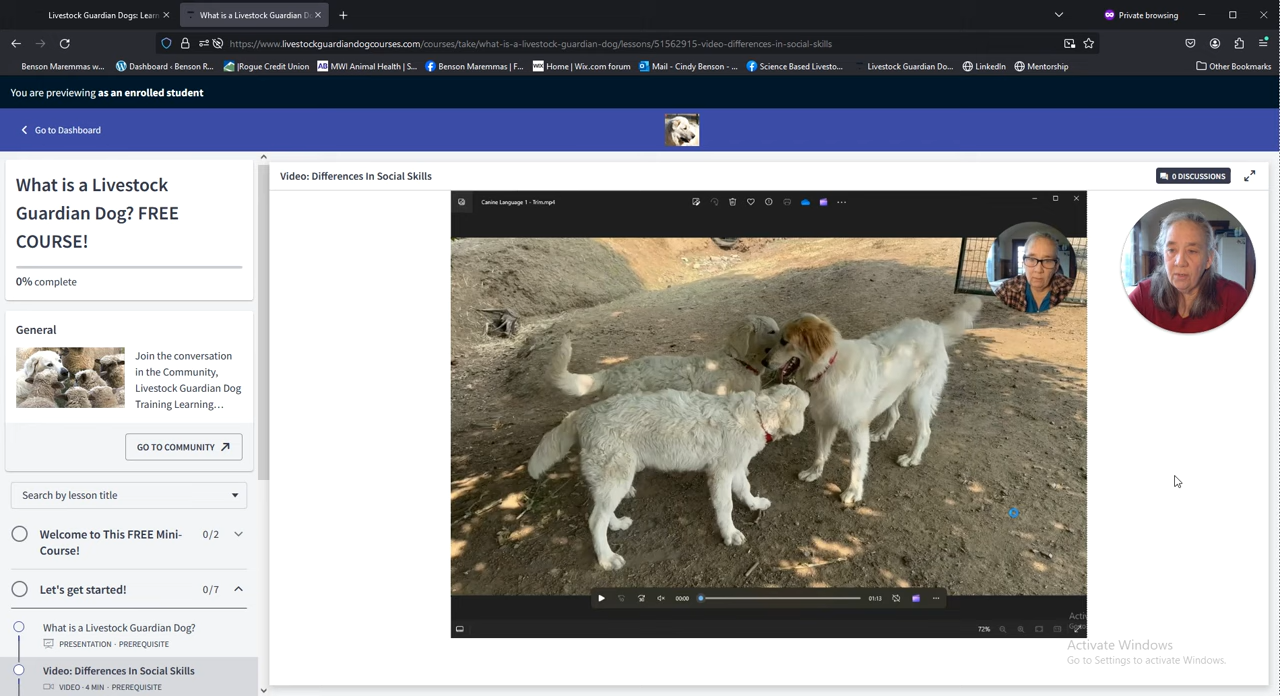 Livestock Guardian Dogs: Learn
What is a Livestock Guardian D
Private browsing
https://www.livestockguardiandogcourses.com/courses/take/what-is-a-livestock-guardian-dog/lessons/51562915-video-differences-in-social-skills
Benson Maremmas w...
Dashboard ‹ Benson R...
|Rogue Credit Union
AB MWI Animal Health | S...
Benson Maremmas | F...
WIX Home | Wix.com forum
Mail - Cindy Benson - ...
Science Based Livesto...
Livestock Guardian Do...
LinkedIn
Mentorship
Other Bookmarks
You are previewing as an enrolled student
Go to Dashboard
What is a Livestock
Guardian Dog? FREE
COURSE!
0% complete
General
Join the conversation
in the Community,
Livestock Guardian Dog
Training Learning...
GO TO COMMUNITY
Search by lesson title
Welcome to This FREE Mini-
Course!
0/2
Let's get started!
0/7
What is a Livestock Guardian Dog?
PRESENTATION · PREREQUISITE
Video: Differences In Social Skills
VIDEO · 4 MIN · PREREQUISITE
Video: Differences In Social Skills
0 DISCUSSIONS
Canine Language 1 - Trim.mp4
00:00
01:13
72%
Activate Windows
Go to Settings to activate Windows.